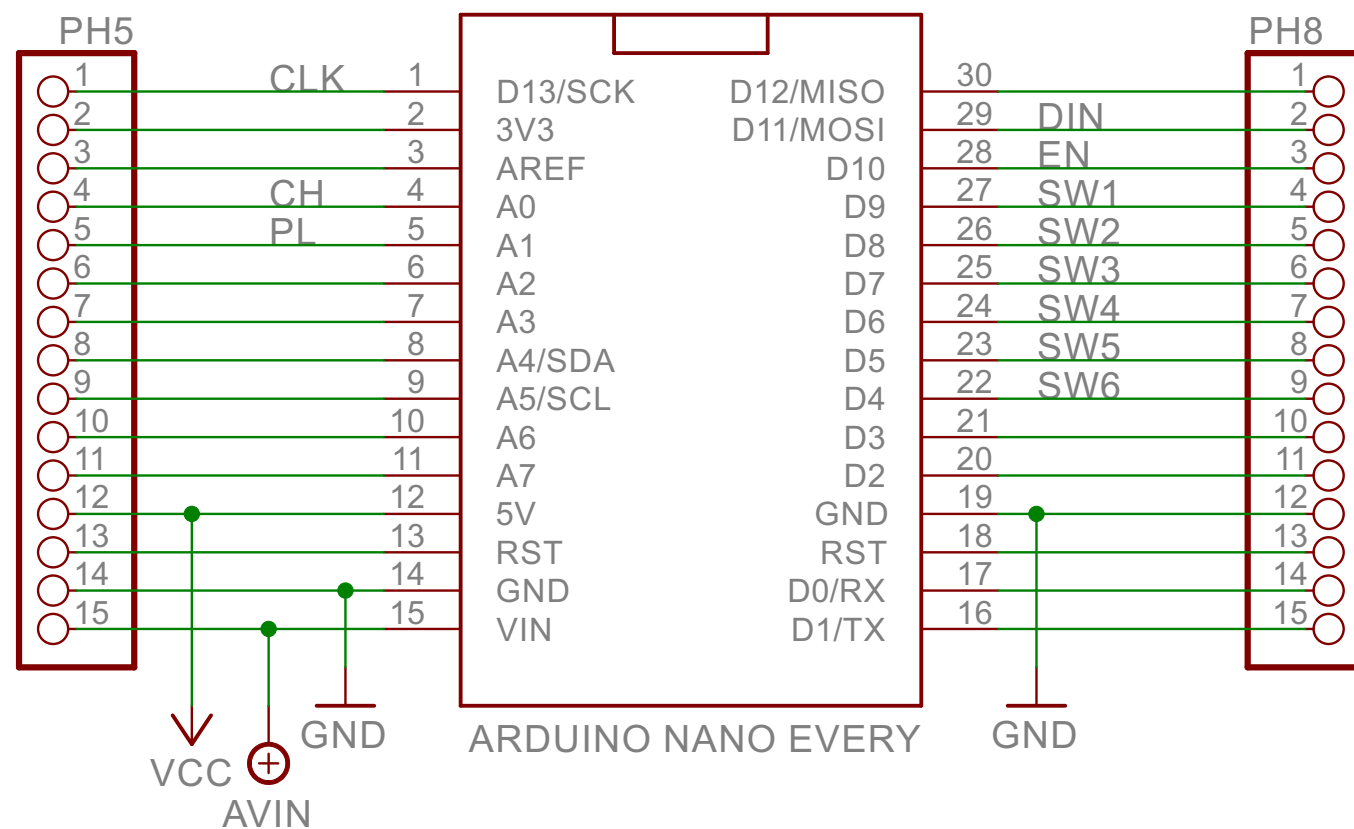 PH5 PH8
1 CLK 1 D13/SCK D12/MISO 30 1
2 2 3V3 D11/MOSI 29 DIN 2
3 3 AREF D10 28 EN 3
4 CH 4 A0 D9 27 SW1 4
5 PL 5 A1 D8 26 SW2 5
6 6 A2 D7 25 SW3 6
7 7 A3 D6 24 SW4 7
8 8 A4/SDA D5 23 SW5 8
9 9 A5/SCL D4 22 SW6 9
10 10 A6 D3 21 10
11 11 A7 D2 20 11
12 12 5V GND 19 12
13 13 RST RST 18 13
14 14 GND D0/RX 17 14
15 15 VIN D1/TX 16 15
GND ARDUINO NANO EVERY GND
VCC
AVIN